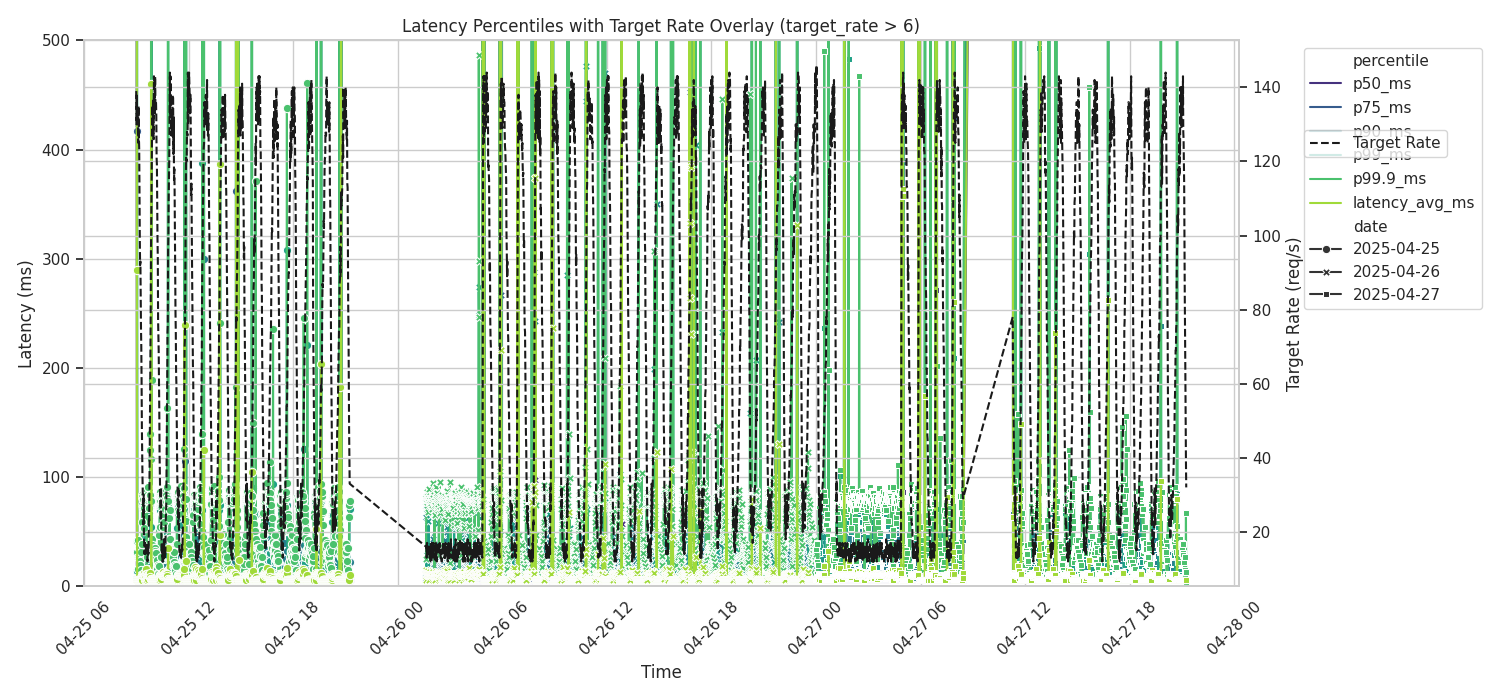 Latency Percentiles with Target Rate Overlay (target_rate > 6)
Latency (ms)
500
400
300
200
100
0
04-25 06
04-25 12
04-25 18
04-26 00
04-26 06
04-26 12
04-26 18
04-27 00
04-27 06
04-27 12
04-27 18
04-28 00
Time
140
120
100
80
60
40
20
Target Rate (req/s)
percentile
p50_ms
p75_ms
p90_ms
Target Rate
p99_ms
p99.9_ms
latency_avg_ms
date
2025-04-25
2025-04-26
2025-04-27